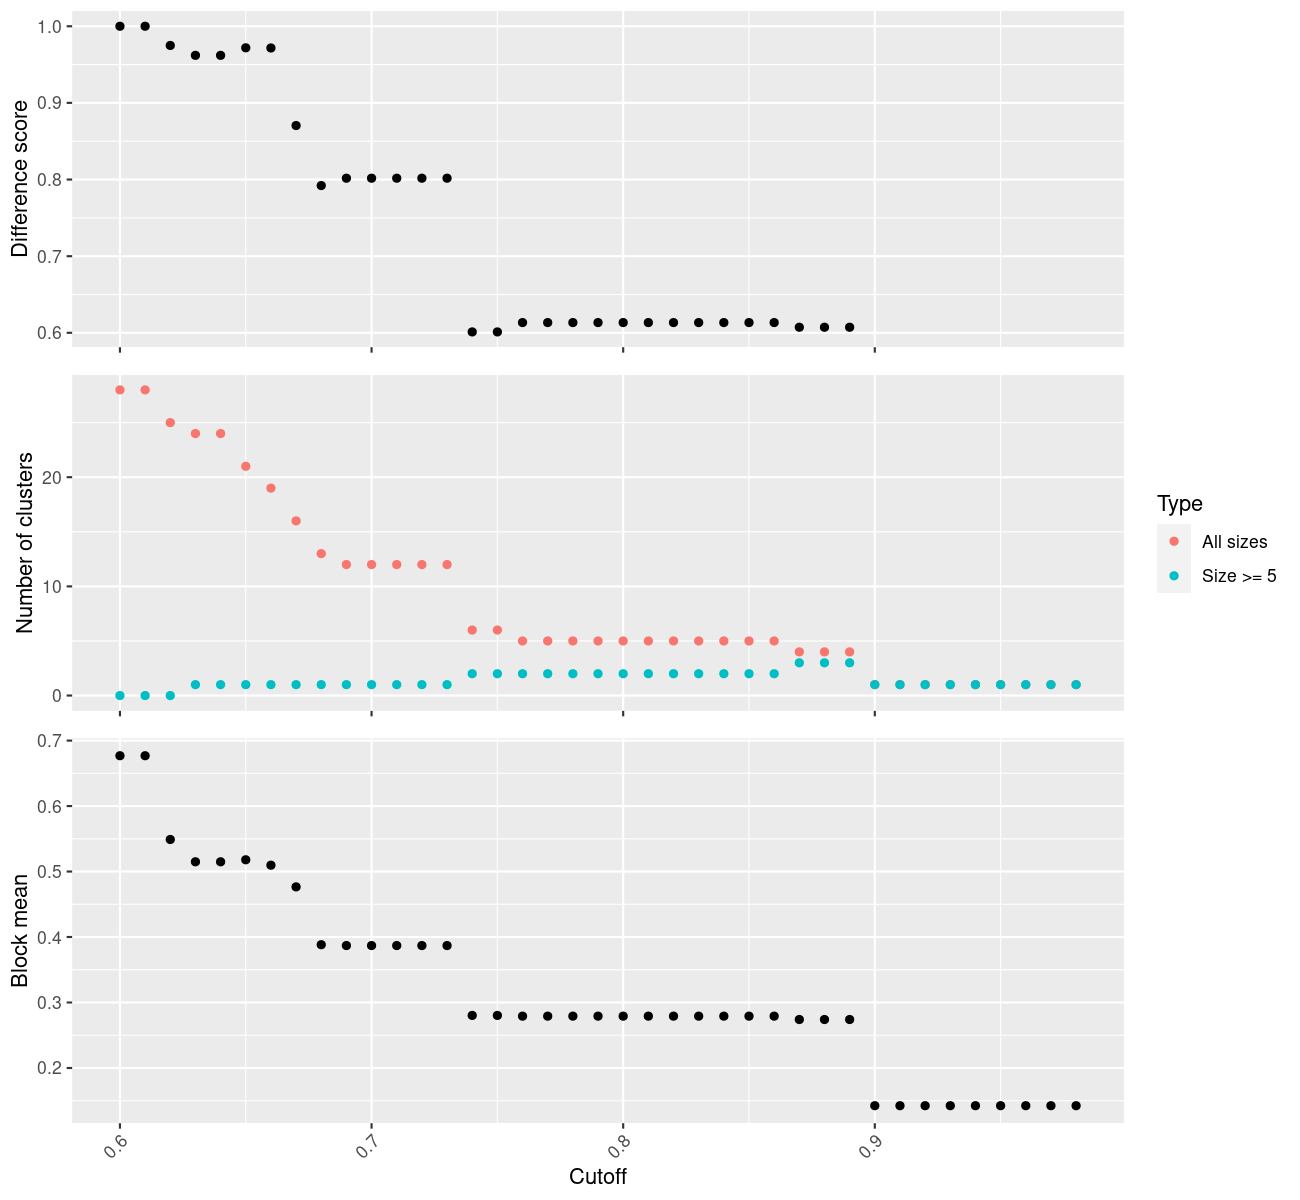 1.0
0.9
0.8
0.7
0.6
Difference score
20
10
0
Number of clusters
Type
All sizes
Size >= 5
0.7
0.6
0.5
0.4
0.3
0.2
Block mean
0.6
0.7
0.8
0.9
Cutoff